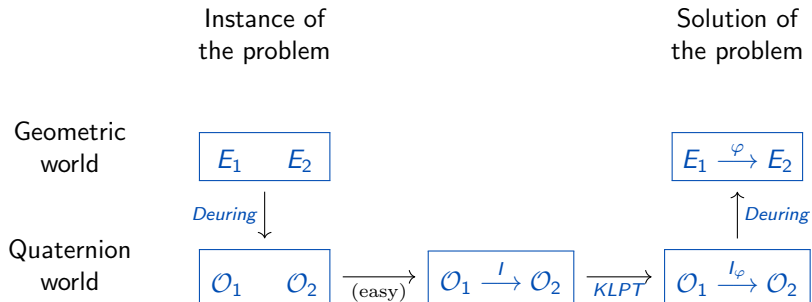 Instance of
the problem
Solution of
the problem
Geometric
world
E₁ E₂
E₁ —φ→ E₂
Deuring
Deuring
Quaternion
world
𝒪₁ 𝒪₂
(easy)
𝒪₁ —I→ 𝒪₂
KLPT
𝒪₁ —I_φ→ 𝒪₂